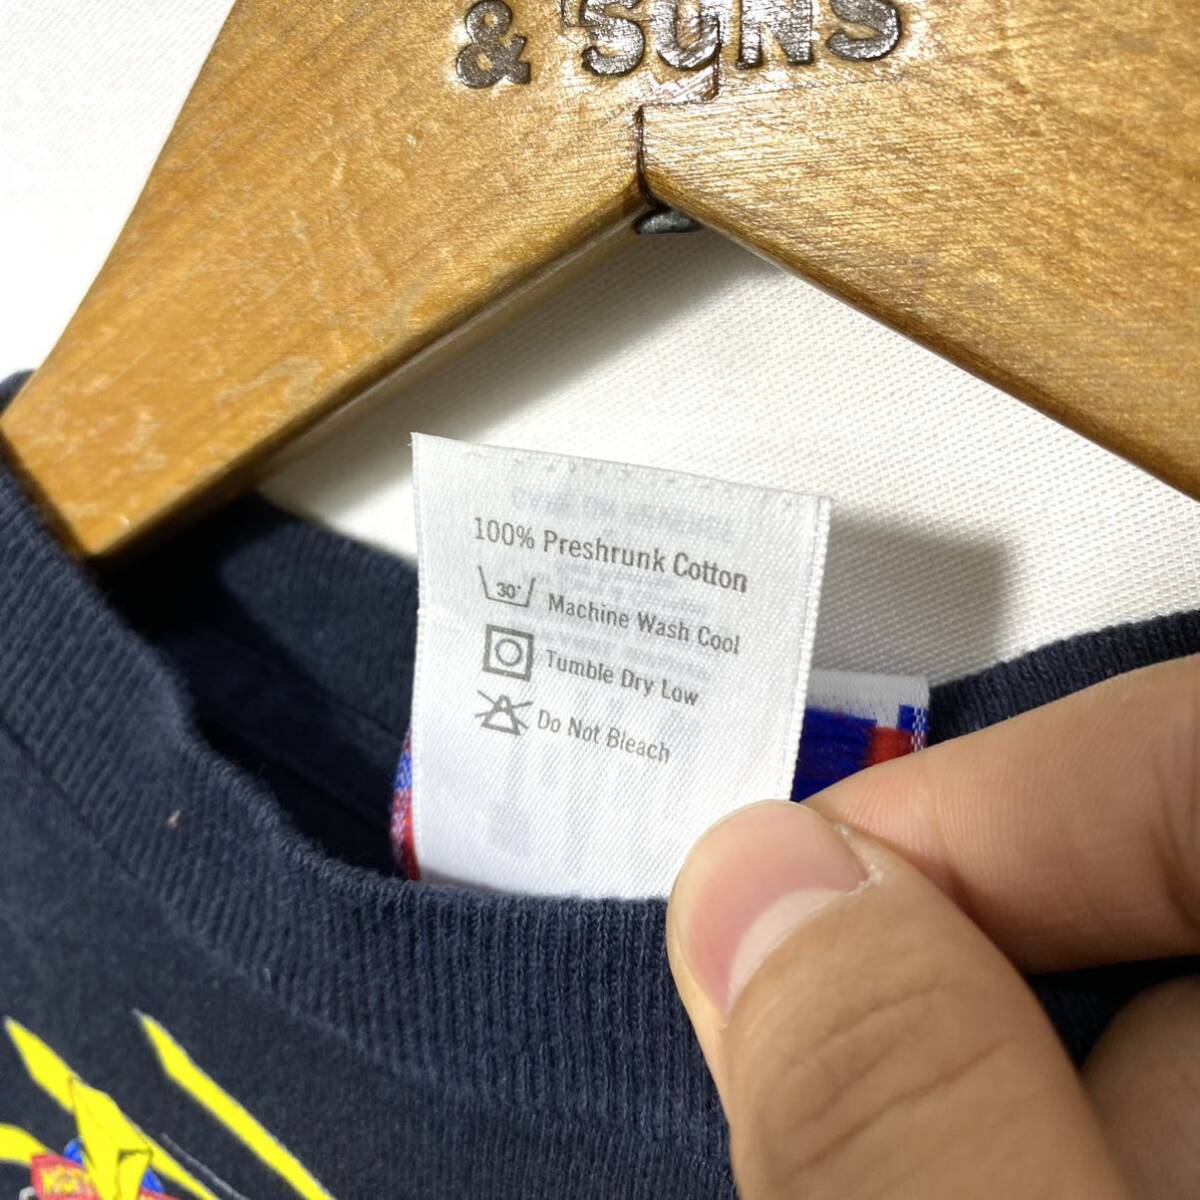 & SONS
100% Preshrunk Cotton
30° Machine Wash Cool
Tumble Dry Low
Do Not Bleach